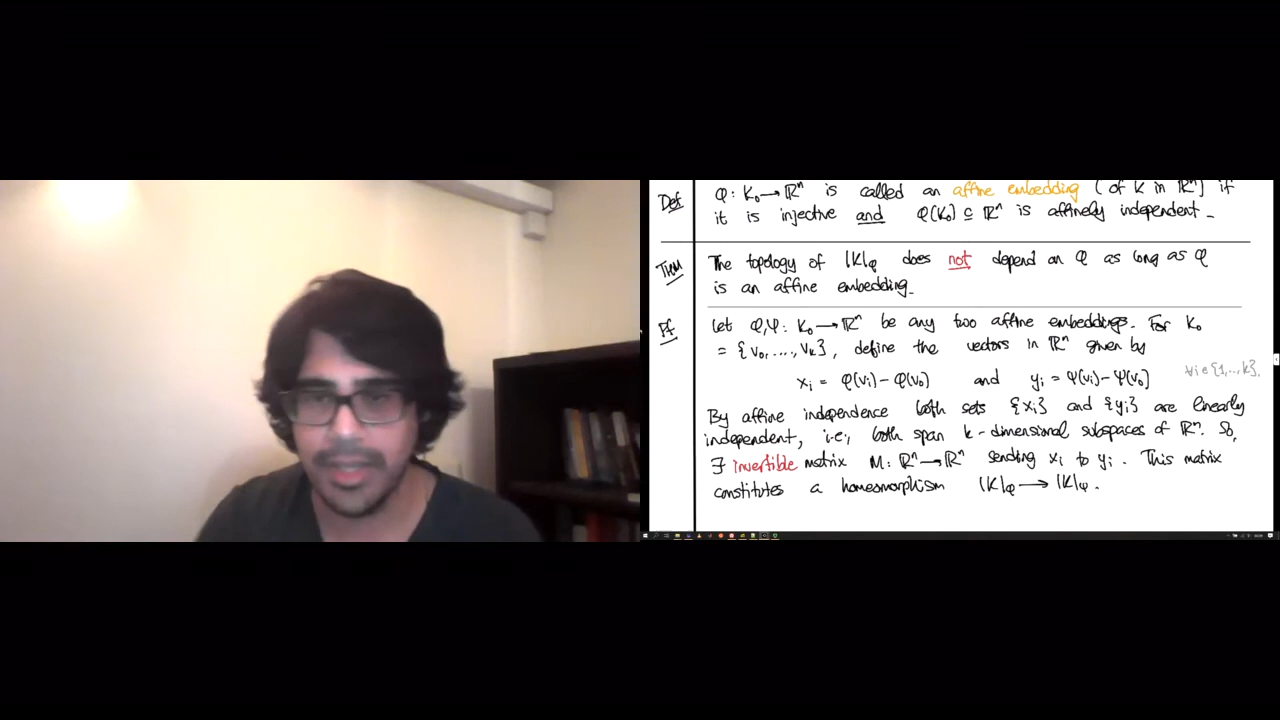 Def φ: K₀ → ℝⁿ is called an affine embedding (of K in ℝⁿ) if
it is injective and φ(K₀) ⊆ ℝⁿ is affinely independent.
Thm The topology of |K|φ does not depend on φ as long as φ
is an affine embedding.
Pf Let φ,ψ: K₀ → ℝⁿ be any two affine embeddings. For K₀
= {v₀,...,vₖ}, define the vectors in ℝⁿ given by
xᵢ = φ(vᵢ) - φ(v₀) and yᵢ = ψ(vᵢ) - ψ(v₀) ∀i ∈ {1,..,k}.
By affine independence both sets {xᵢ} and {yᵢ} are linearly
independent, i.e., both span k-dimensional subspaces of ℝⁿ. So,
∃ invertible matrix M: ℝⁿ → ℝⁿ sending xᵢ to yᵢ. This matrix
constitutes a homeomorphism |K|φ → |K|ψ.